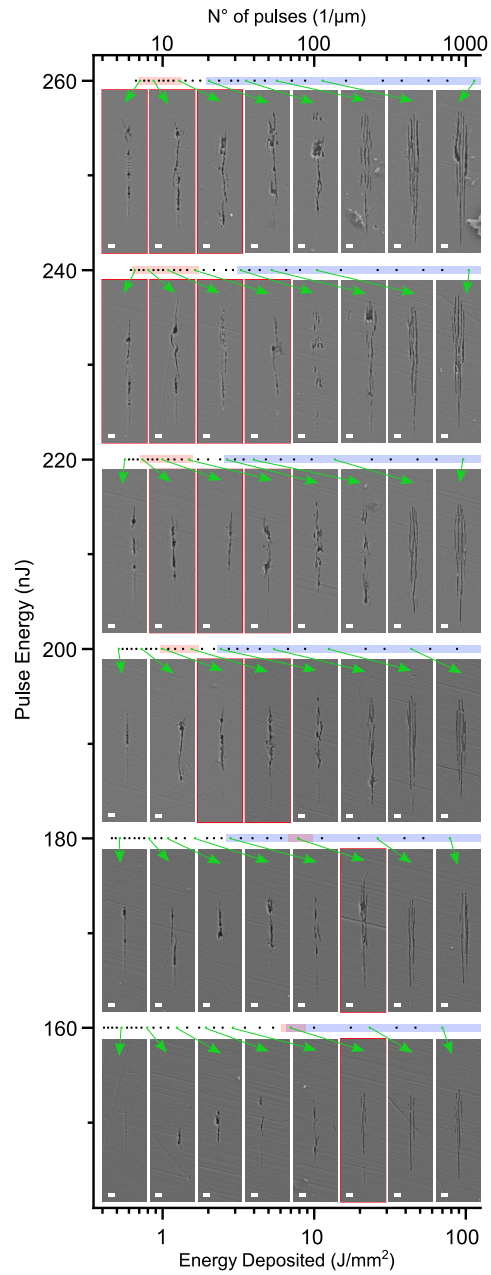 N° of pulses (1/μm)
10 100 1000
260
240
220
200
180
160
Pulse Energy (nJ)
1 10 100
Energy Deposited (J/mm²)